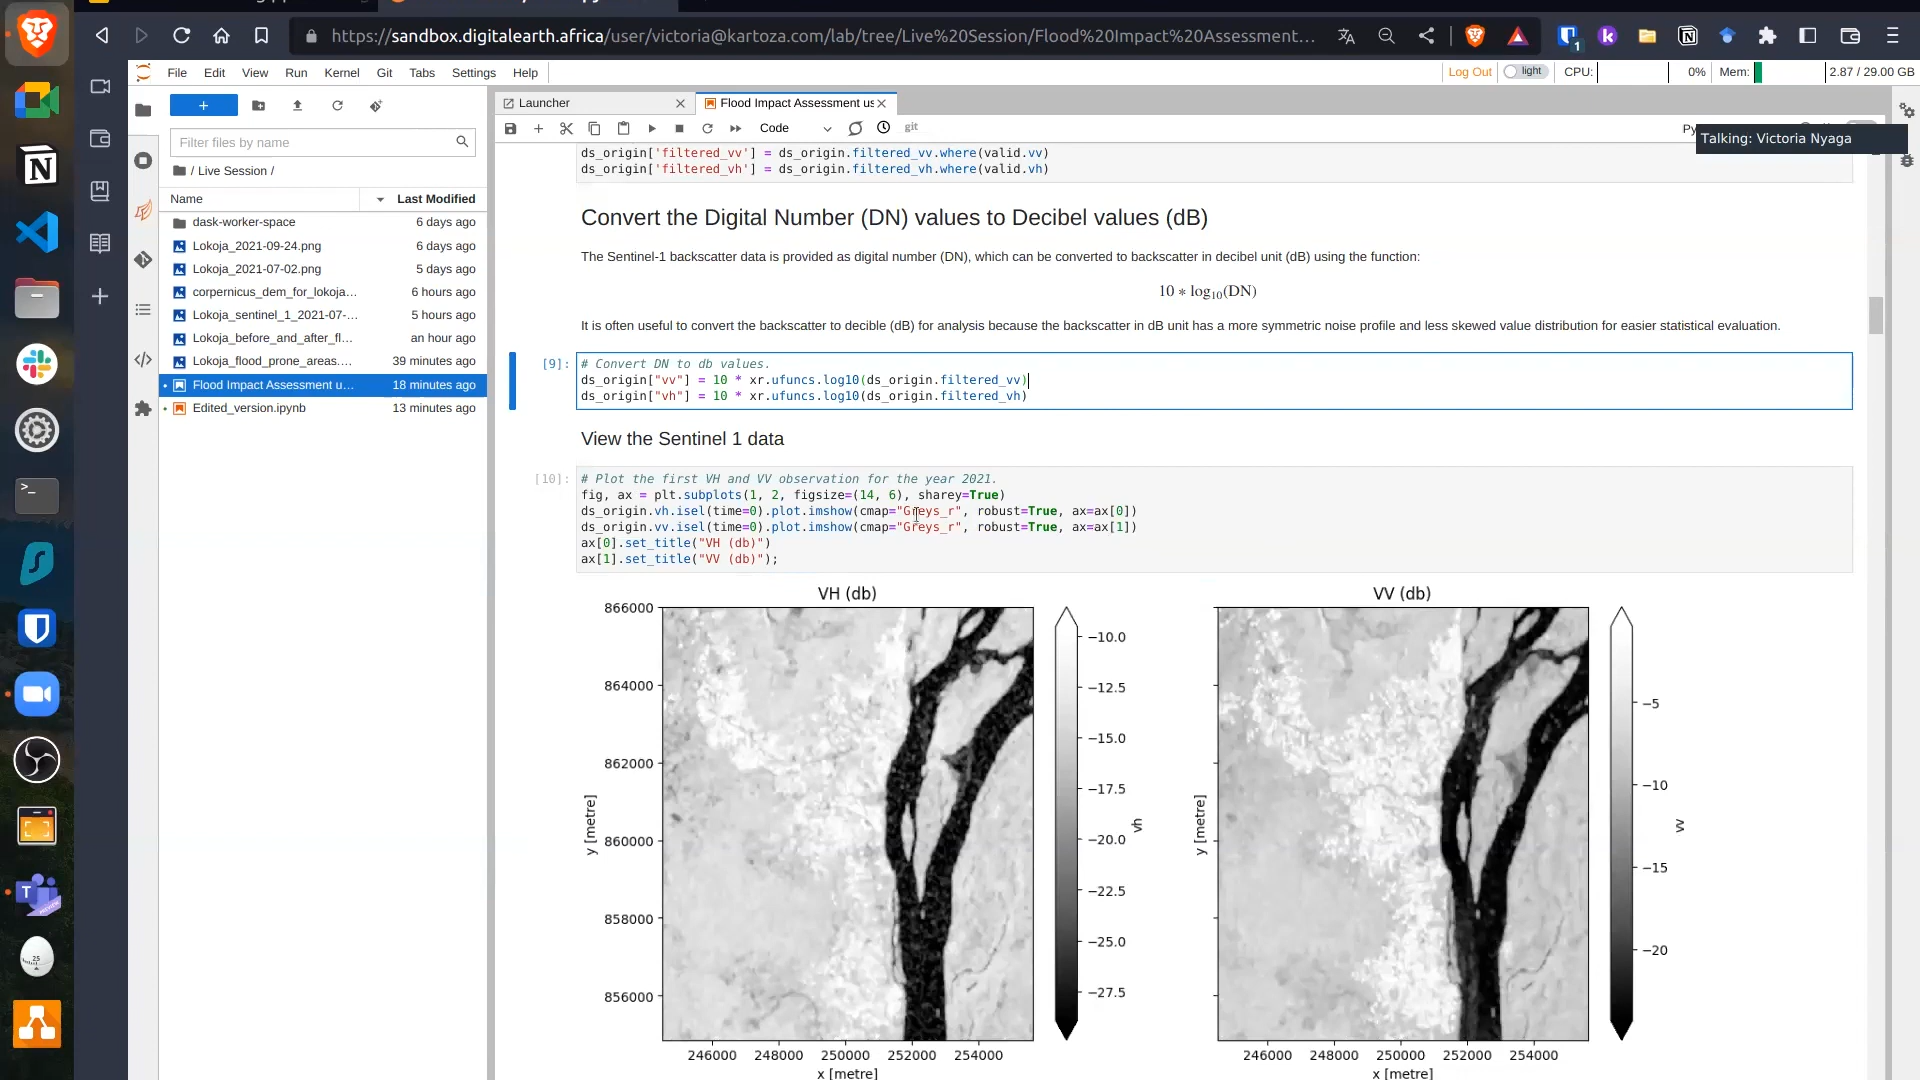 https://sandbox.digitalearth.africa/user/victoria@kartoza.com/lab/tree/Live%20Session/Flood%20Impact%20Assessment...
1
File Edit View Run Kernel Git Tabs Settings Help
Log Out light CPU: 0% Mem: 2.87 / 29.00 GB
Filter files by name
/ Live Session /
Name Last Modified
dask-worker-space 6 days ago
Lokoja_2021-09-24.png 6 days ago
Lokoja_2021-07-02.png 5 days ago
corpernicus_dem_for_lokoja... 6 hours ago
Lokoja_sentinel_1_2021-07-... 5 hours ago
Lokoja_before_and_after_fl... an hour ago
Lokoja_flood_prone_areas.... 39 minutes ago
Flood Impact Assessment u... 18 minutes ago
Edited_version.ipynb 13 minutes ago
Launcher
Flood Impact Assessment us
Code
git
Py
Talking: Victoria Nyaga
ds_origin['filtered_vv'] = ds_origin.filtered_vv.where(valid.vv)
ds_origin['filtered_vh'] = ds_origin.filtered_vh.where(valid.vh)
Convert the Digital Number (DN) values to Decibel values (dB)
The Sentinel-1 backscatter data is provided as digital number (DN), which can be converted to backscatter in decibel unit (dB) using the function:
10 ∗ log₁₀(DN)
It is often useful to convert the backscatter to decible (dB) for analysis because the backscatter in dB unit has a more symmetric noise profile and less skewed value distribution for easier statistical evaluation.
[9]: # Convert DN to db values.
ds_origin["vv"] = 10 * xr.ufuncs.log10(ds_origin.filtered_vv)
ds_origin["vh"] = 10 * xr.ufuncs.log10(ds_origin.filtered_vh)
View the Sentinel 1 data
[10]: # Plot the first VH and VV observation for the year 2021.
fig, ax = plt.subplots(1, 2, figsize=(14, 6), sharey=True)
ds_origin.vh.isel(time=0).plot.imshow(cmap="Greys_r", robust=True, ax=ax[0])
ds_origin.vv.isel(time=0).plot.imshow(cmap="Greys_r", robust=True, ax=ax[1])
ax[0].set_title("VH (db)")
ax[1].set_title("VV (db)");
VH (db)
866000
864000
862000
860000
858000
856000
y [metre]
246000 248000 250000 252000 254000
x [metre]
−10.0
−12.5
−15.0
−17.5
−20.0
−22.5
−25.0
−27.5
vh
VV (db)
y [metre]
246000 248000 250000 252000 254000
x [metre]
−5
−10
−15
−20
vv
25